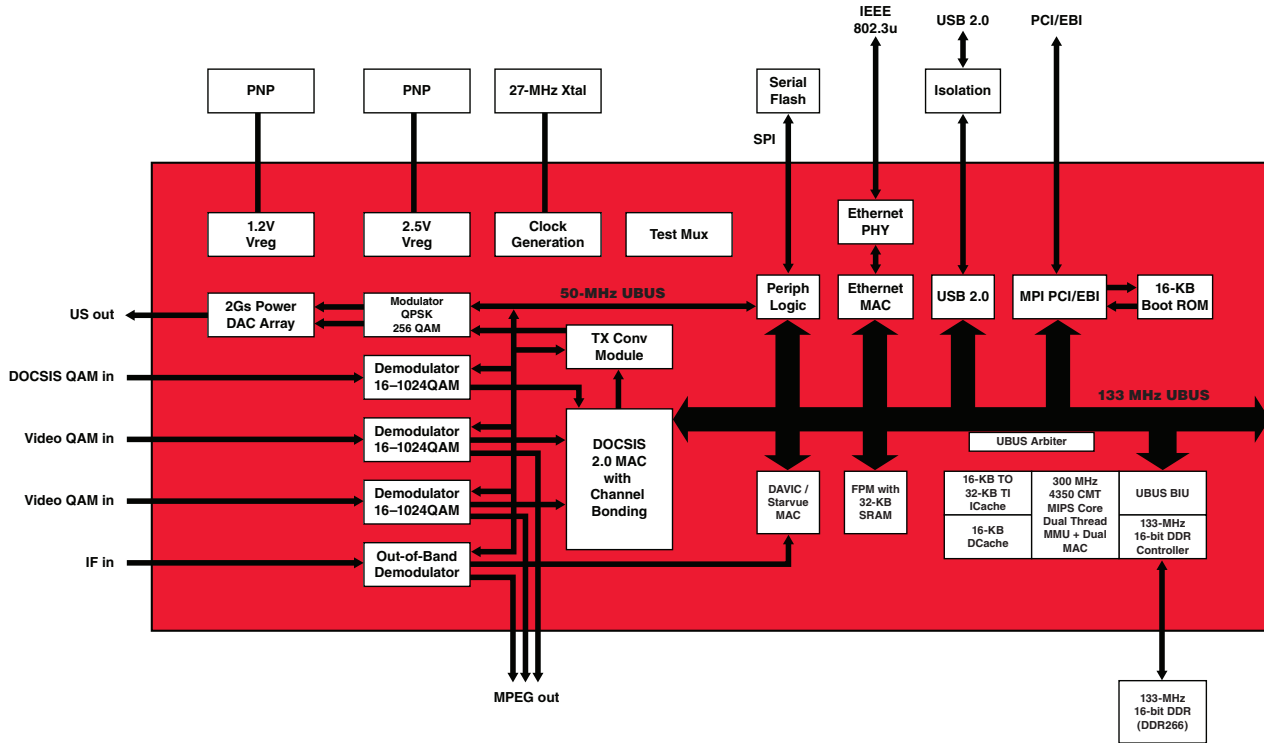 IEEE
802.3u
USB 2.0
PCI/EBI
PNP
PNP
27-MHz Xtal
Serial
Flash
Isolation
SPI
1.2V
Vreg
2.5V
Vreg
Clock
Generation
Test Mux
Ethernet
PHY
50-MHz UBUS
US out
2Gs Power
DAC Array
Modulator
QPSK
256 QAM
Periph
Logic
Ethernet
MAC
USB 2.0
MPI PCI/EBI
16-KB
Boot ROM
TX Conv
Module
DOCSIS QAM in
Demodulator
16–1024QAM
133 MHz UBUS
Video QAM in
Demodulator
16–1024QAM
DOCSIS
2.0 MAC
with
Channel
Bonding
UBUS Arbiter
Video QAM in
Demodulator
16–1024QAM
DAVIC /
Starvue
MAC
FPM with
32-KB
SRAM
16-KB TO
32-KB TI
ICache
16-KB
DCache
300 MHz
4350 CMT
MIPS Core
Dual Thread
MMU + Dual
MAC
UBUS BIU
133-MHz
16-bit DDR
Controller
IF in
Out-of-Band
Demodulator
MPEG out
133-MHz
16-bit DDR
(DDR266)